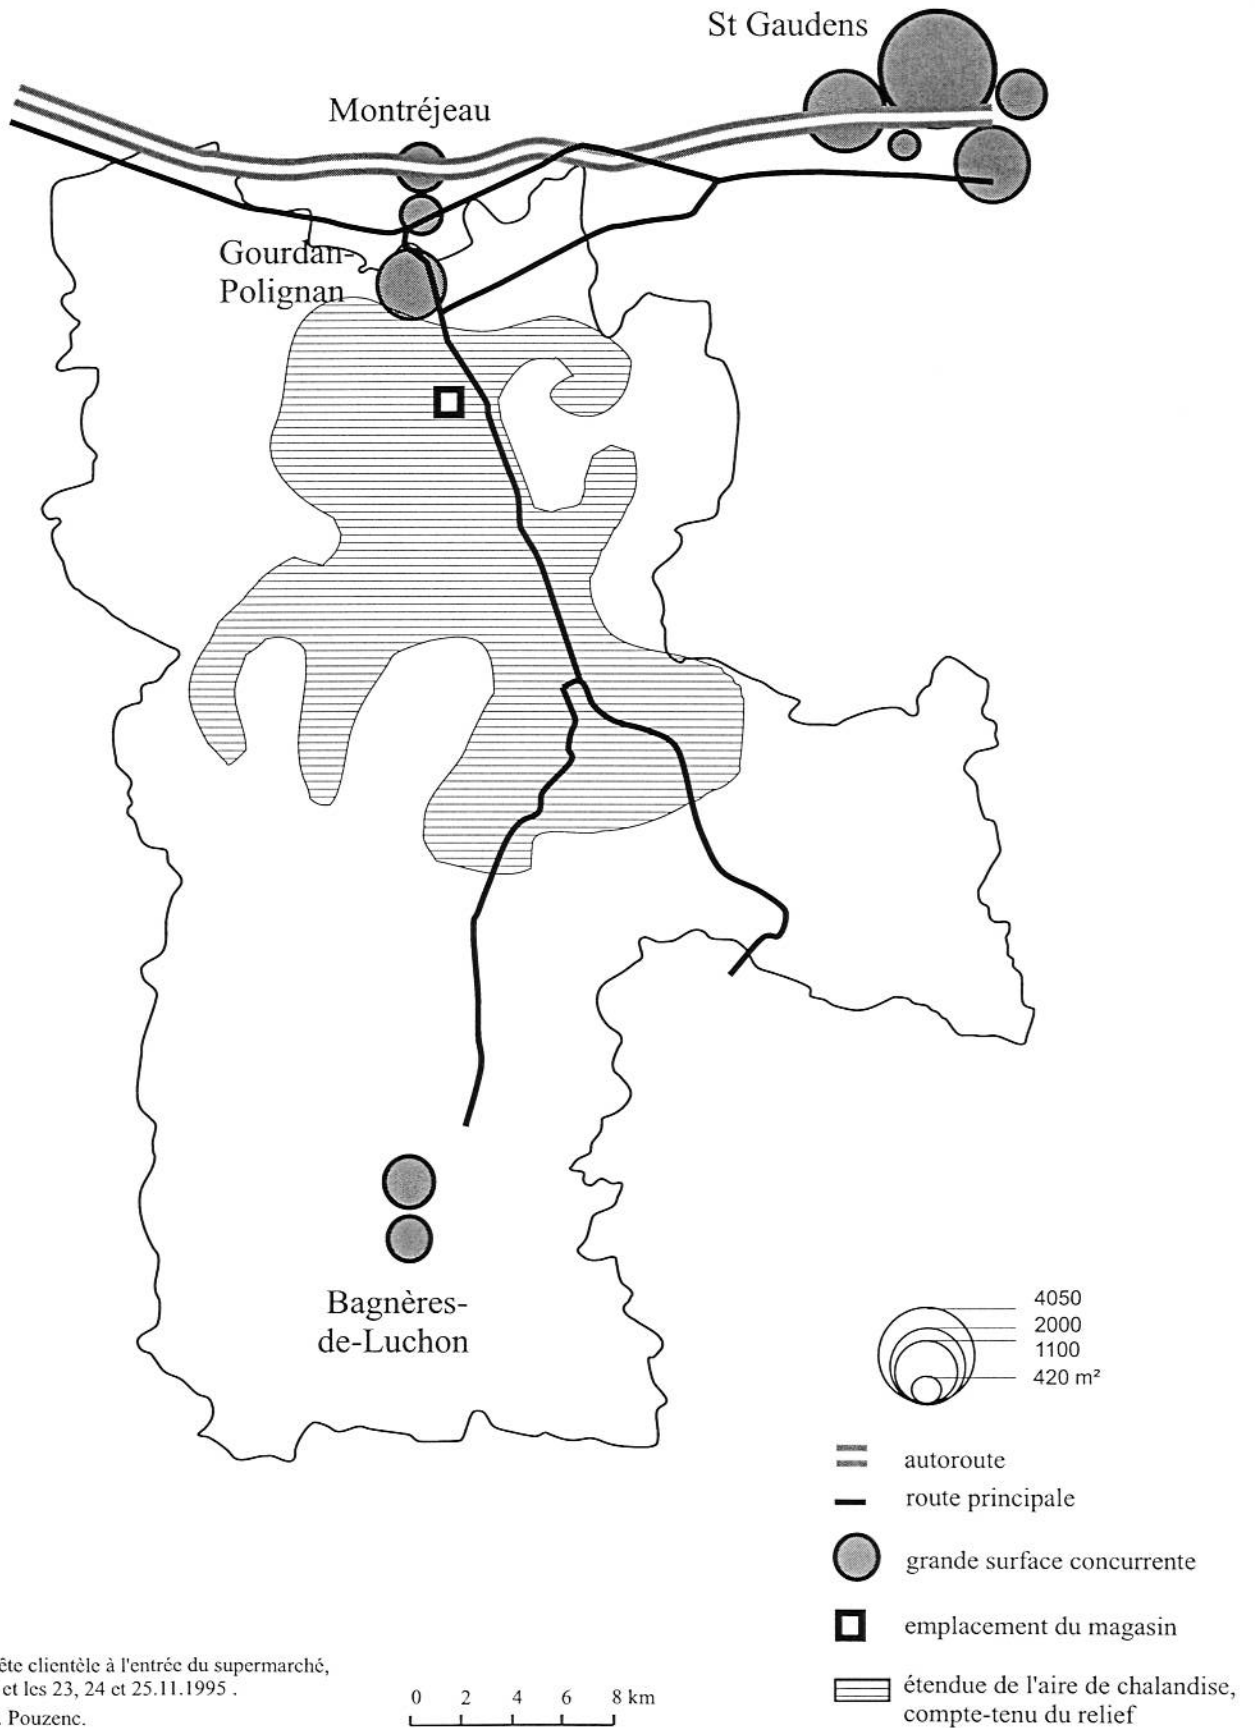 St Gaudens
Montréjeau
Gourdan-
Polignan
Bagnères-
de-Luchon
4050
2000
1100
420 m²
autoroute
route principale
grande surface concurrente
emplacement du magasin
étendue de l'aire de chalandise,
compte-tenu du relief
ête clientèle à l'entrée du supermarché,
et les 23, 24 et 25.11.1995 .
. Pouzenc.
0 2 4 6 8 km